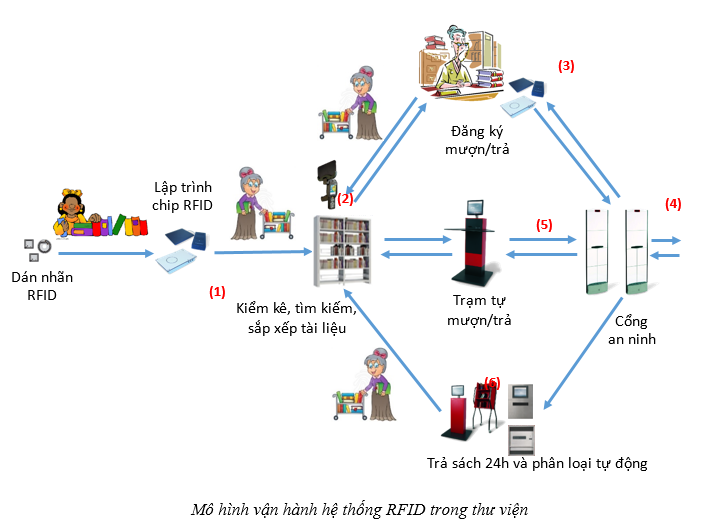 (3)
Đăng ký
mượn/trả
Lập trình
chip RFID
(2)
(4)
(5)
Dán nhãn
RFID
(1)
Kiểm kê, tìm kiếm,
sắp xếp tài liệu
Trạm tự
mượn/trả
Cổng
an ninh
(6)
Trả sách 24h và phân loại tự động
Mô hình vận hành hệ thống RFID trong thư viện